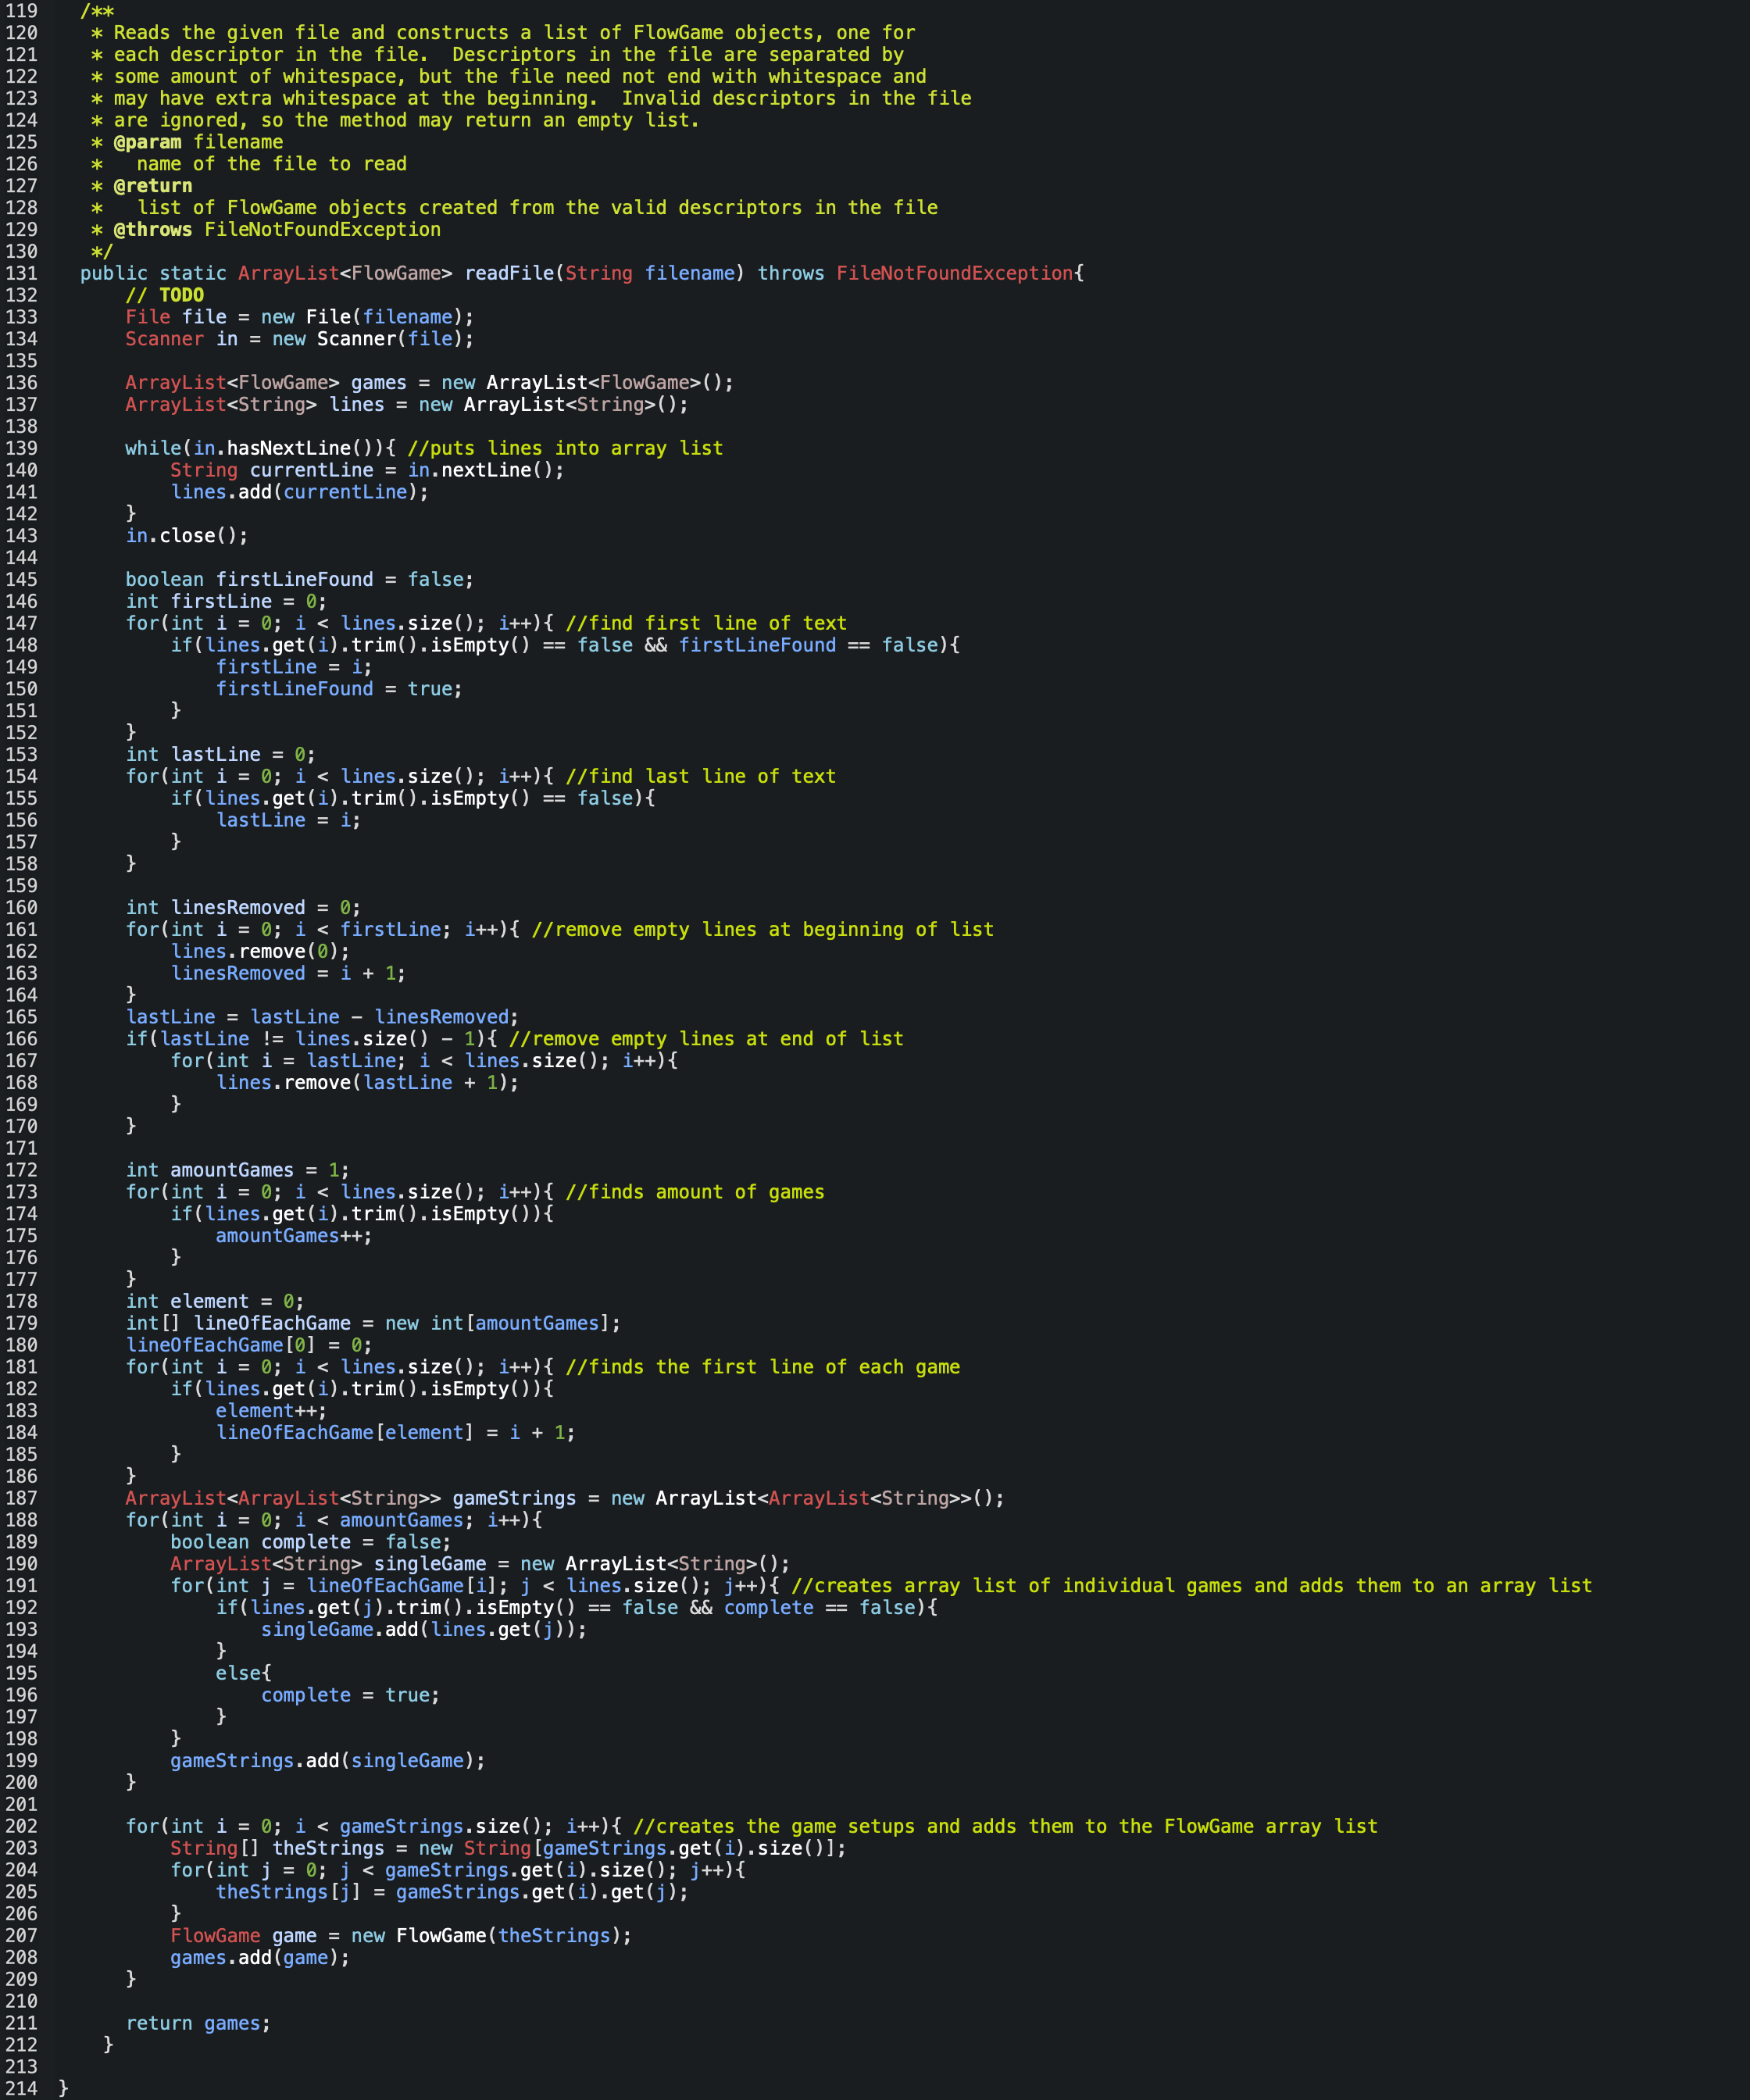 119 /**
120 * Reads the given file and constructs a list of FlowGame objects, one for
121 * each descriptor in the file.  Descriptors in the file are separated by
122 * some amount of whitespace, but the file need not end with whitespace and
123 * may have extra whitespace at the beginning.  Invalid descriptors in the file
124 * are ignored, so the method may return an empty list.
125 * @param filename
126 *   name of the file to read
127 * @return
128 *   list of FlowGame objects created from the valid descriptors in the file
129 * @throws FileNotFoundException
130 */
131 public static ArrayList<FlowGame> readFile(String filename) throws FileNotFoundException{
132 // TODO
133 File file = new File(filename);
134 Scanner in = new Scanner(file);
135
136 ArrayList<FlowGame> games = new ArrayList<FlowGame>();
137 ArrayList<String> lines = new ArrayList<String>();
138
139 while(in.hasNextLine()){ //puts lines into array list
140 String currentLine = in.nextLine();
141 lines.add(currentLine);
142 }
143 in.close();
144
145 boolean firstLineFound = false;
146 int firstLine = 0;
147 for(int i = 0; i < lines.size(); i++){ //find first line of text
148 if(lines.get(i).trim().isEmpty() == false && firstLineFound == false){
149 firstLine = i;
150 firstLineFound = true;
151 }
152 }
153 int lastLine = 0;
154 for(int i = 0; i < lines.size(); i++){ //find last line of text
155 if(lines.get(i).trim().isEmpty() == false){
156 lastLine = i;
157 }
158 }
159
160 int linesRemoved = 0;
161 for(int i = 0; i < firstLine; i++){ //remove empty lines at beginning of list
162 lines.remove(0);
163 linesRemoved = i + 1;
164 }
165 lastLine = lastLine - linesRemoved;
166 if(lastLine != lines.size() - 1){ //remove empty lines at end of list
167 for(int i = lastLine; i < lines.size(); i++){
168 lines.remove(lastLine + 1);
169 }
170 }
171
172 int amountGames = 1;
173 for(int i = 0; i < lines.size(); i++){ //finds amount of games
174 if(lines.get(i).trim().isEmpty()){
175 amountGames++;
176 }
177 }
178 int element = 0;
179 int[] lineOfEachGame = new int[amountGames];
180 lineOfEachGame[0] = 0;
181 for(int i = 0; i < lines.size(); i++){ //finds the first line of each game
182 if(lines.get(i).trim().isEmpty()){
183 element++;
184 lineOfEachGame[element] = i + 1;
185 }
186 }
187 ArrayList<ArrayList<String>> gameStrings = new ArrayList<ArrayList<String>>();
188 for(int i = 0; i < amountGames; i++){
189 boolean complete = false;
190 ArrayList<String> singleGame = new ArrayList<String>();
191 for(int j = lineOfEachGame[i]; j < lines.size(); j++){ //creates array list of individual games and adds them to an array list
192 if(lines.get(j).trim().isEmpty() == false && complete == false){
193 singleGame.add(lines.get(j));
194 }
195 else{
196 complete = true;
197 }
198 }
199 gameStrings.add(singleGame);
200 }
201
202 for(int i = 0; i < gameStrings.size(); i++){ //creates the game setups and adds them to the FlowGame array list
203 String[] theStrings = new String[gameStrings.get(i).size()];
204 for(int j = 0; j < gameStrings.get(i).size(); j++){
205 theStrings[j] = gameStrings.get(i).get(j);
206 }
207 FlowGame game = new FlowGame(theStrings);
208 games.add(game);
209 }
210
211 return games;
212 }
213
214 }